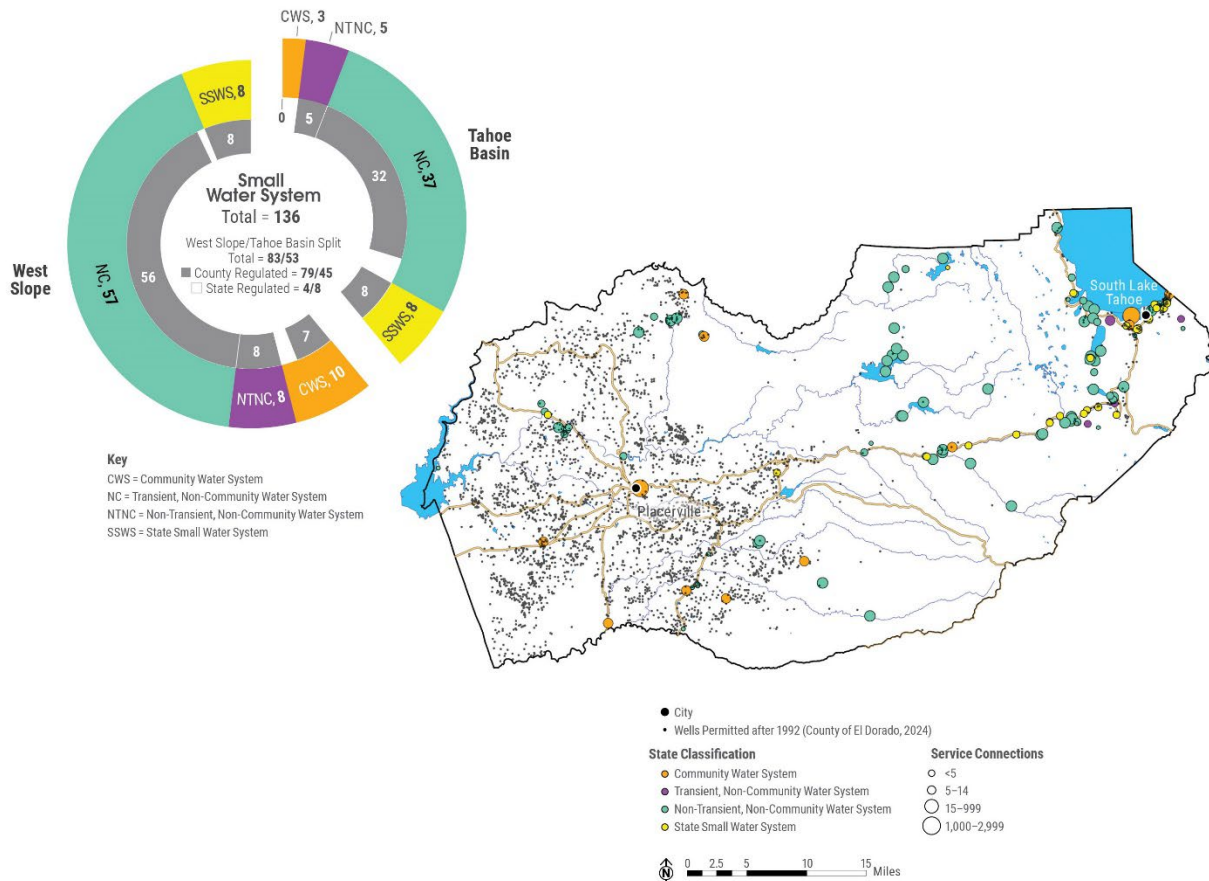 CWS, 3
NTNC, 5
SSWS, 8
8
0
5
Tahoe
Basin
NC, 37
32
Small
Water System
Total = 136
West Slope/Tahoe Basin Split
Total = 83/53
County Regulated = 79/45
State Regulated = 4/8
West
Slope
NC, 57
56
8
SSWS, 8
7
8
CWS, 10
NTNC, 8
Key
CWS = Community Water System
NC = Transient, Non-Community Water System
NTNC = Non-Transient, Non-Community Water System
SSWS = State Small Water System
South Lake
Tahoe
Placerville
City
Wells Permitted after 1992 (County of El Dorado, 2024)
State Classification
Community Water System
Transient, Non-Community Water System
Non-Transient, Non-Community Water System
State Small Water System
Service Connections
<5
5–14
15–999
1,000–2,999
N
0 2.5 5 10 15
Miles